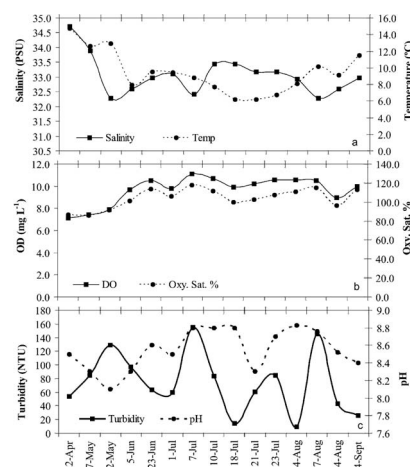 35.0
34.5
34.0
33.5
33.0
32.5
32.0
31.5
31.0
30.5
Salinity (PSU)
16.0
14.0
12.0
10.0
8.0
6.0
4.0
2.0
0.0
Temperature (°C)
Salinity
Temp
a
12.0
10.0
8.0
6.0
4.0
2.0
0.0
OD (mg L-1)
140.0
120.0
100.0
80.0
60.0
40.0
20.0
0.0
Oxy. Sat. %
DO
Oxy. Sat. %
b
180
160
140
120
100
80
60
40
20
0
Turbidity (NTU)
9.0
8.8
8.6
8.4
8.2
8.0
7.8
7.6
pH
Turbidity
pH
c
2-Apr
7-May
2-May
5-Jun
23-Jun
1-Jul
7-Jul
10-Jul
18-Jul
21-Jul
23-Jul
4-Aug
7-Aug
4-Aug
4-Sept